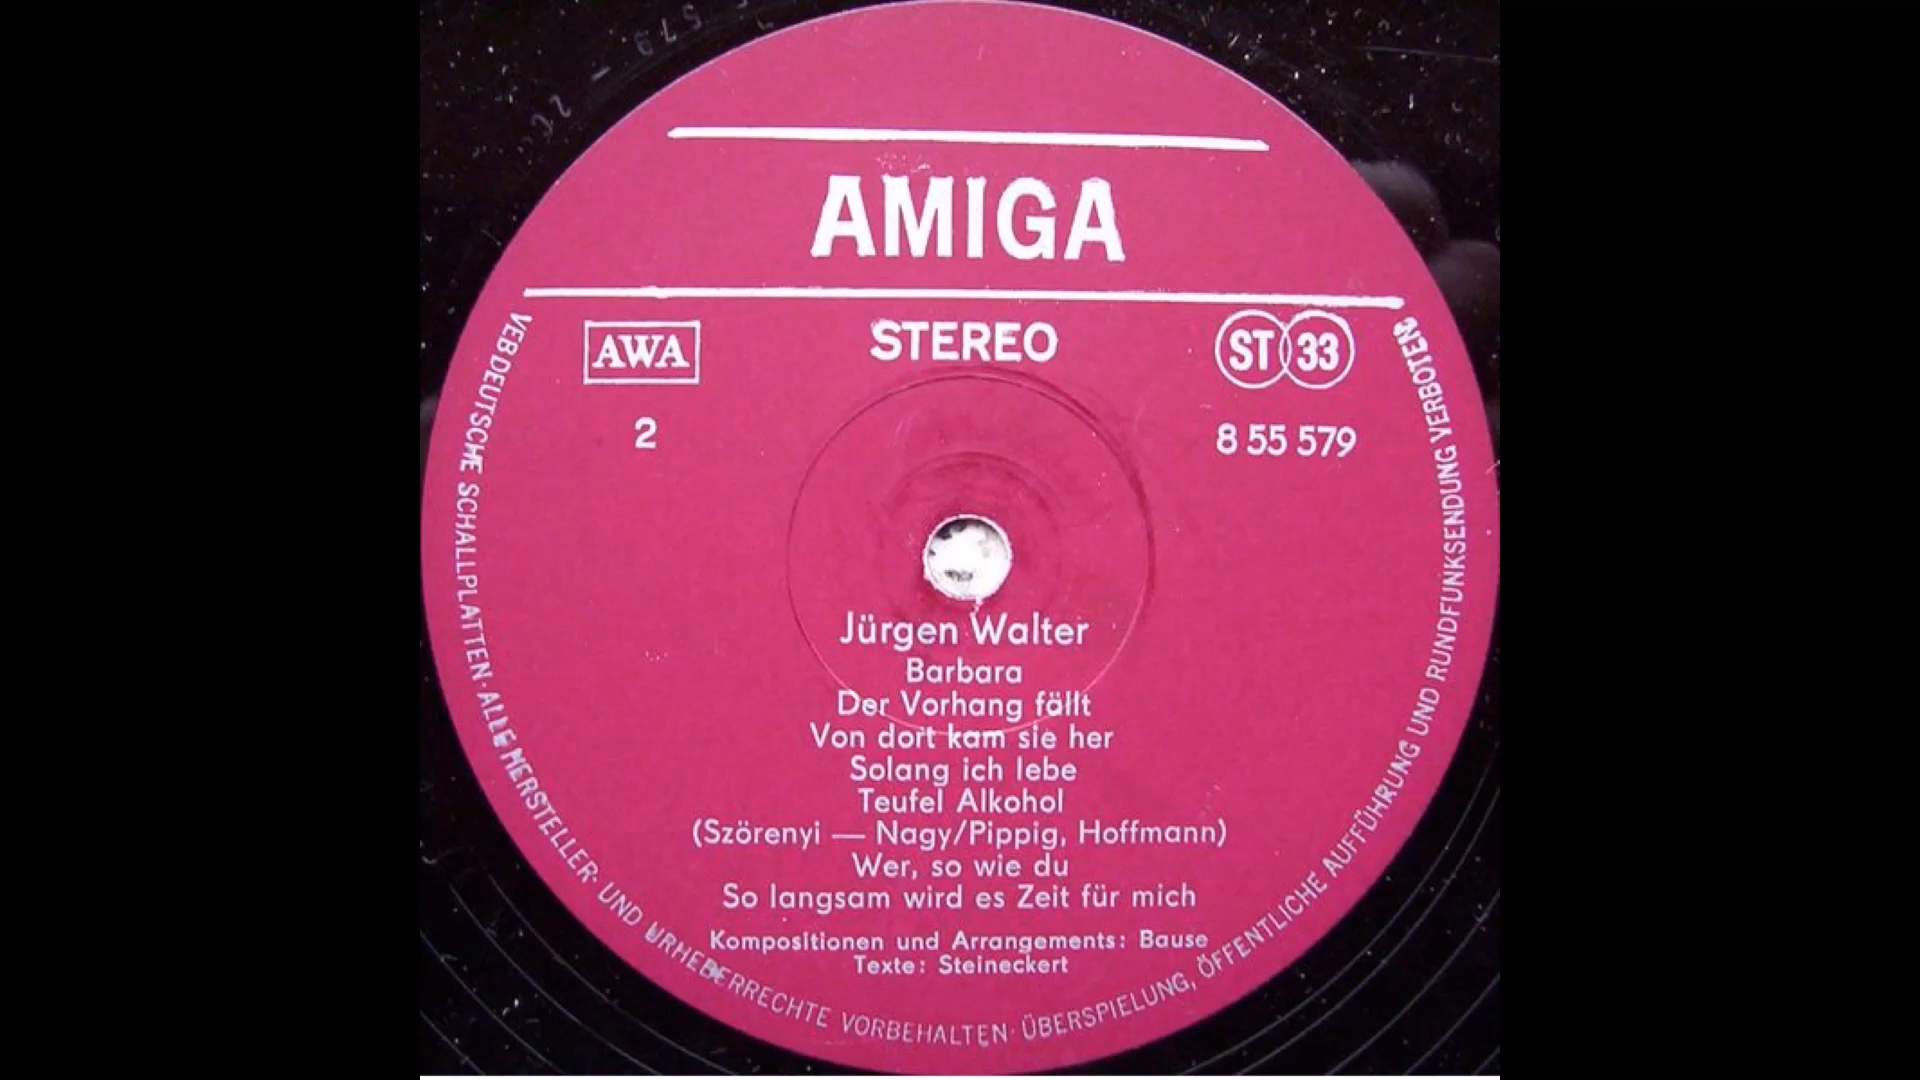 AMIGA
AWA
STEREO
ST 33
2
8 55 579
Jürgen Walter
Barbara
Der Vorhang fällt
Von dort kam sie her
Solang ich lebe
Teufel Alkohol
(Szörenyi — Nagy/Pippig, Hoffmann)
Wer, so wie du
So langsam wird es Zeit für mich
Kompositionen und Arrangements: Bause
Texte: Steineckert
VEB DEUTSCHE SCHALLPLATTEN · ALLE HERSTELLER- UND URHEBERRECHTE VORBEHALTEN · ÜBERSPIELUNG, ÖFFENTLICHE AUFFÜHRUNG UND RUNDFUNKSENDUNG VERBOTEN